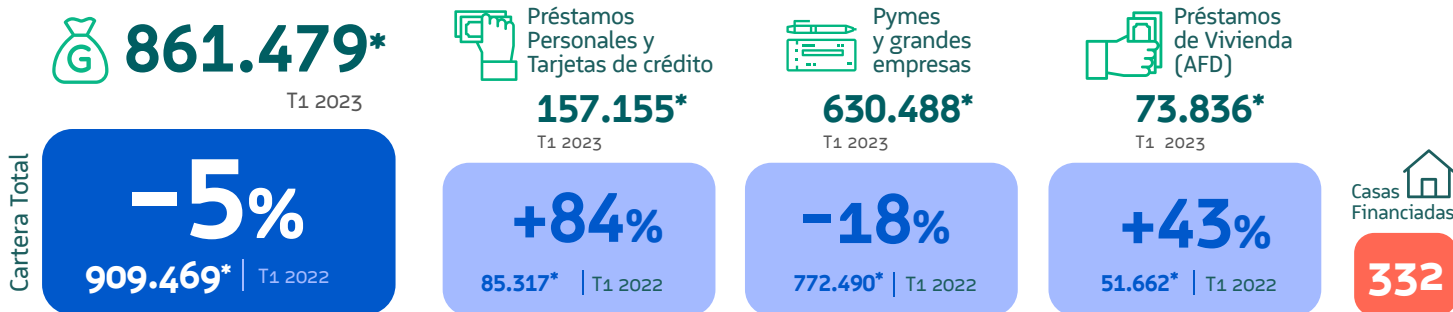 Cartera Total
G
861.479*
T1 2023
-5%
909.469* | T1 2022
Préstamos
Personales y
Tarjetas de crédito
157.155*
T1 2023
+84%
85.317* | T1 2022
Pymes
y grandes
empresas
630.488*
T1 2023
-18%
772.490* | T1 2022
Préstamos
de Vivienda
(AFD)
73.836*
T1 2023
+43%
51.662* | T1 2022
Casas
Financiadas
332